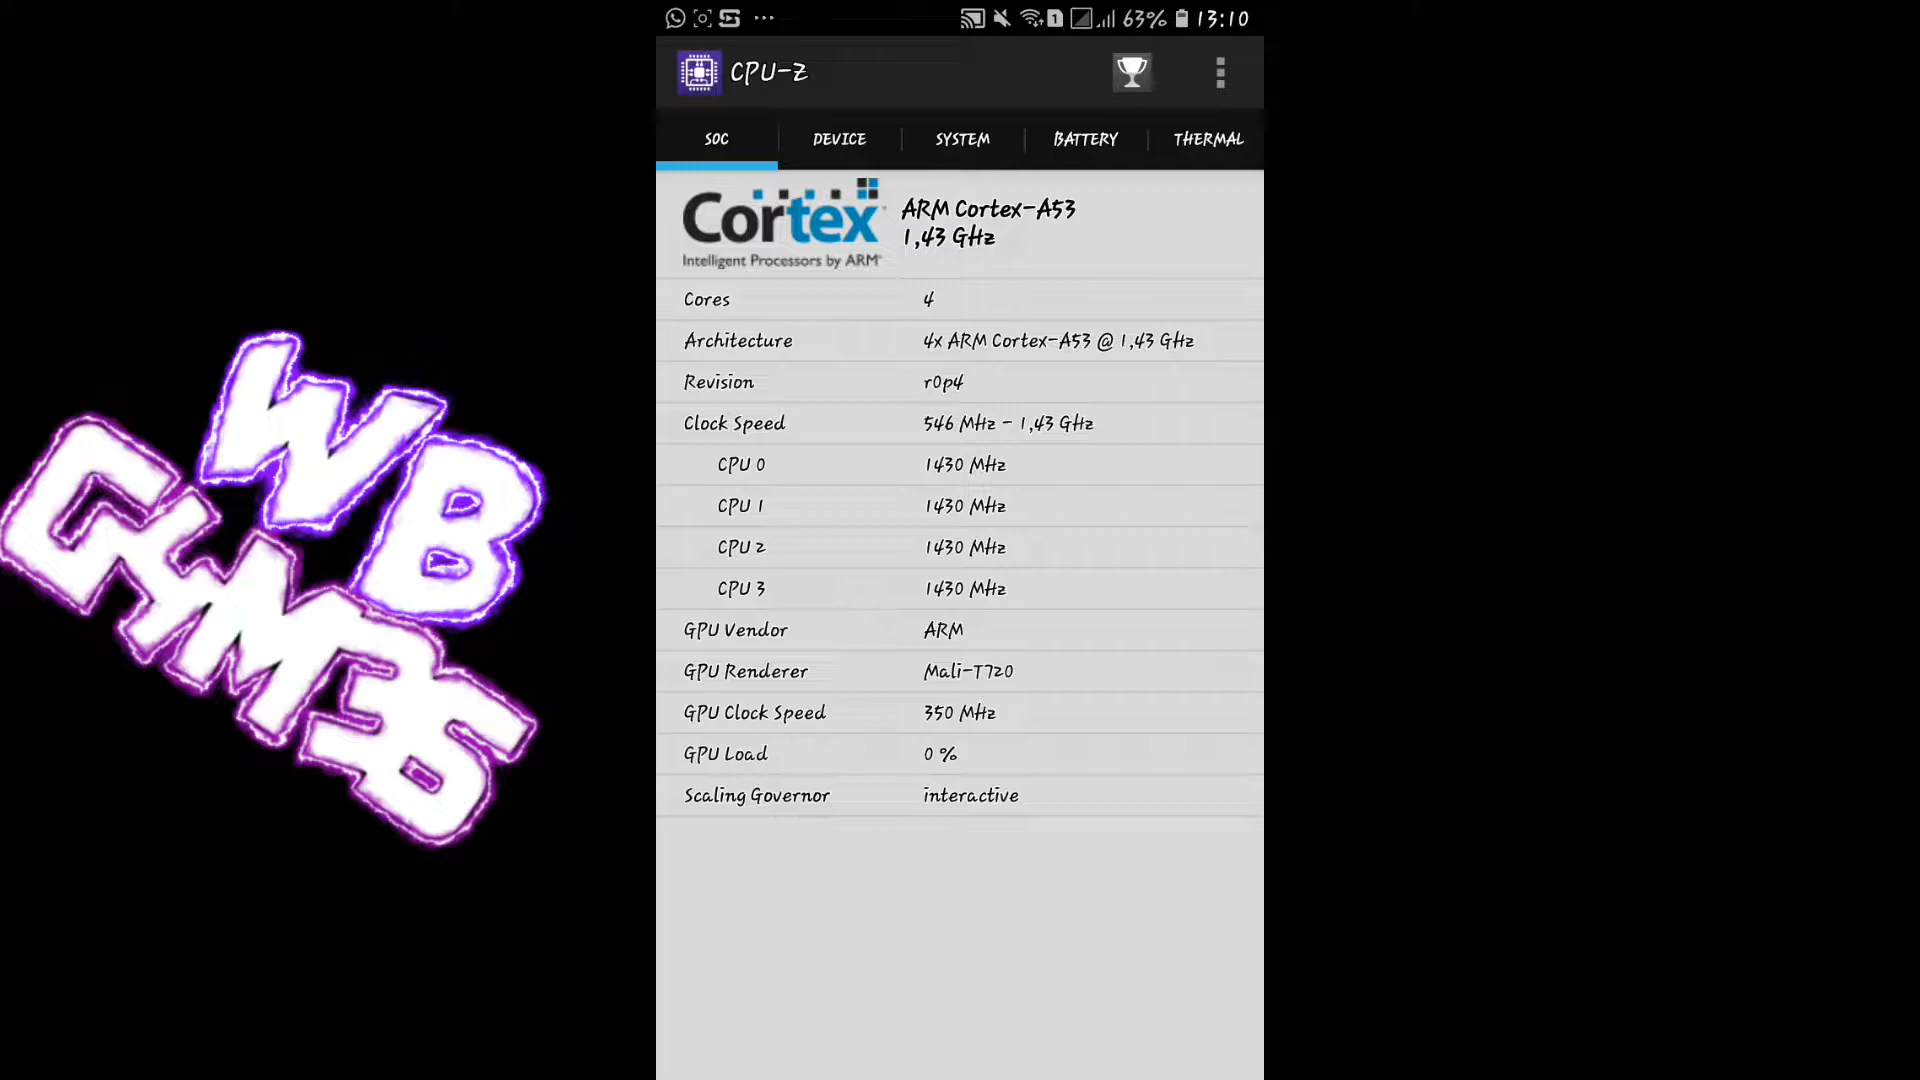 63% 13:10
CPU-Z
SOC DEVICE SYSTEM BATTERY THERMAL
Cortex
Intelligent Processors by ARM
ARM Cortex-A53
1,43 GHz
Cores 4
Architecture 4x ARM Cortex-A53 @ 1,43 GHz
Revision r0p4
Clock Speed 546 MHz - 1,43 GHz
CPU 0 1430 MHz
CPU 1 1430 MHz
CPU 2 1430 MHz
CPU 3 1430 MHz
GPU Vendor ARM
GPU Renderer Mali-T720
GPU Clock Speed 350 MHz
GPU Load 0 %
Scaling Governor interactive
WB